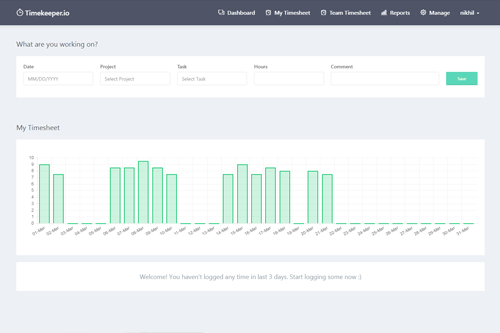 Timekeeper.io Dashboard My Timesheet Team Timesheet Reports Manage nikhil
What are you working on?
Date Project Task Hours Comment
MM/DD/YYYY Select Project Select Task Save
My Timesheet
10
9
8
7
6
5
4
3
2
1
0
01-Mar 02-Mar 03-Mar 04-Mar 05-Mar 06-Mar 07-Mar 08-Mar 09-Mar 10-Mar 11-Mar 12-Mar 13-Mar 14-Mar 15-Mar 16-Mar 17-Mar 18-Mar 19-Mar 20-Mar 21-Mar 22-Mar 23-Mar 24-Mar 25-Mar 26-Mar 27-Mar 28-Mar 29-Mar 30-Mar 31-Mar
Welcome! You haven't logged any time in last 3 days. Start logging some now :)